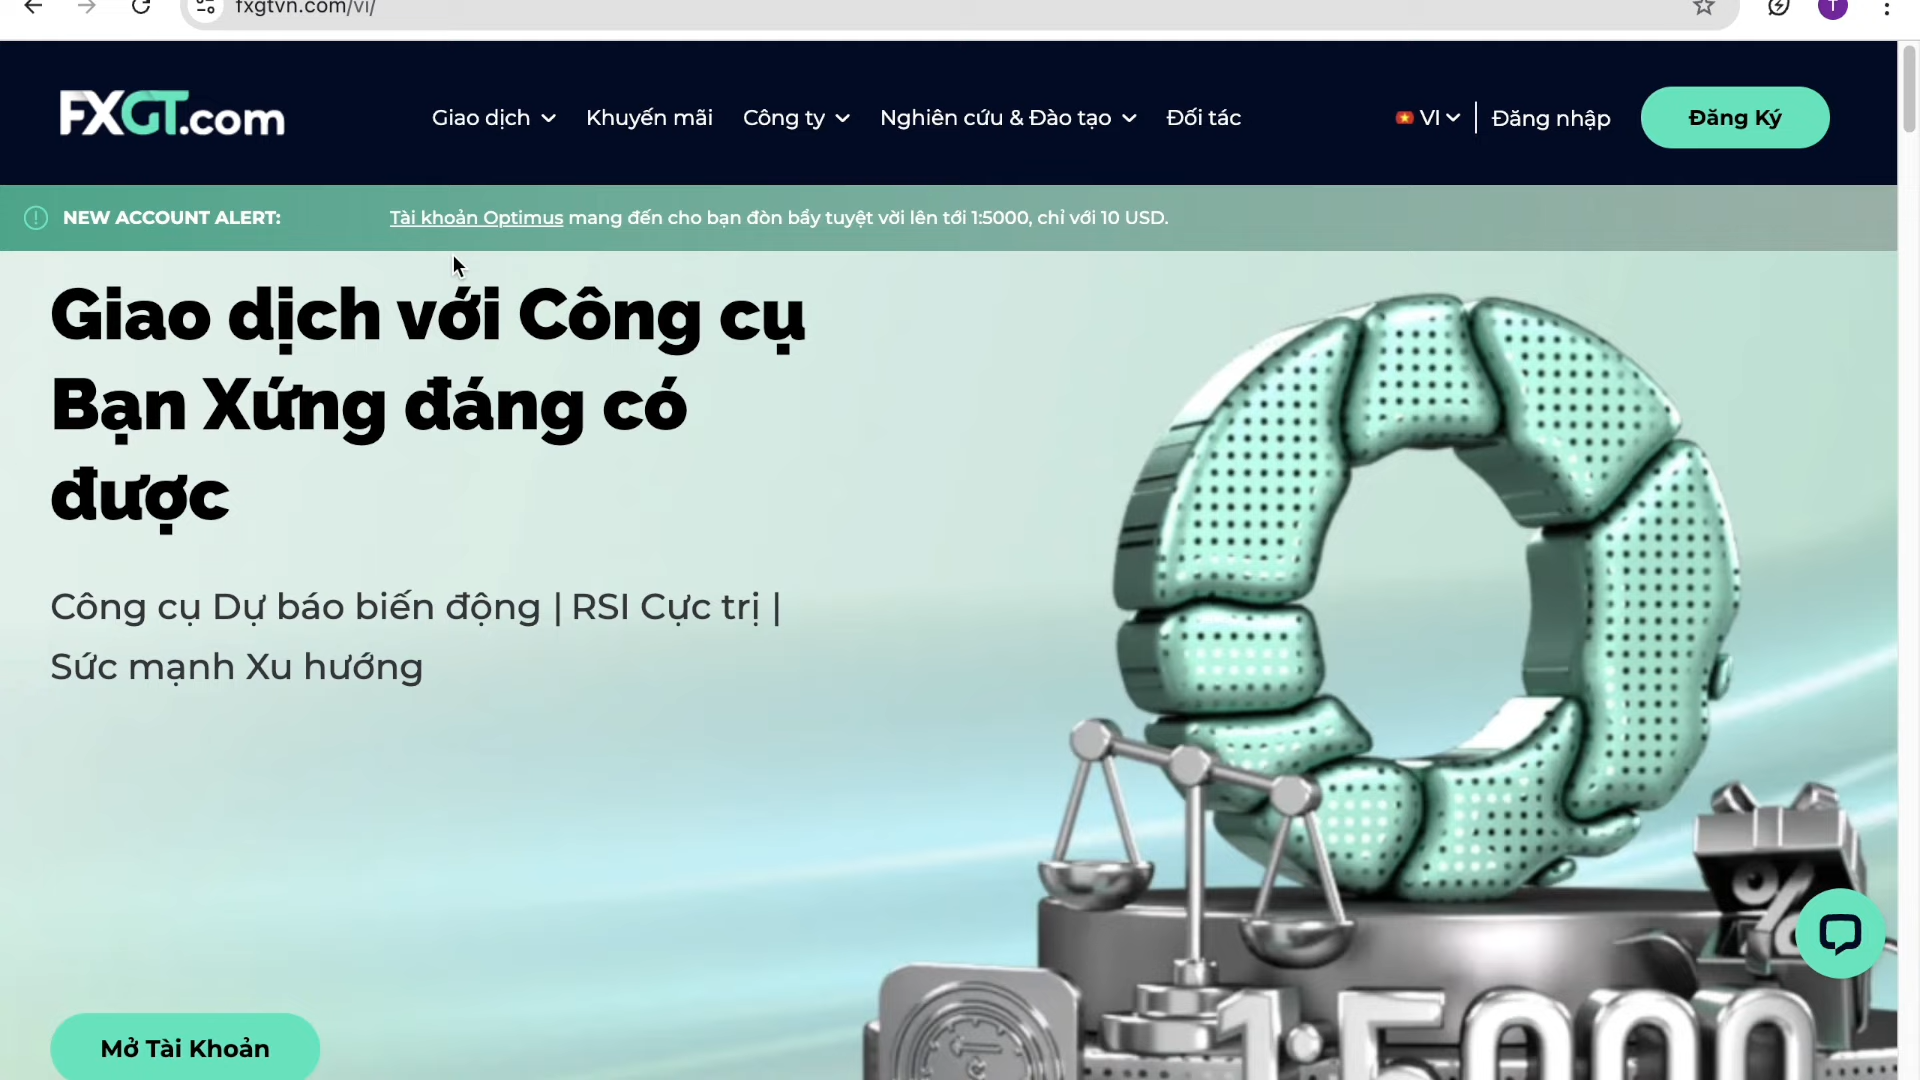 fxgtvn.com/vi/
T
FXGT.com
Giao dịch
Khuyến mãi
Công ty
Nghiên cứu & Đào tạo
Đối tác
VI
Đăng nhập
Đăng Ký
NEW ACCOUNT ALERT:
Tài khoản Optimus mang đến cho bạn đòn bẩy tuyệt vời lên tới 1:5000, chỉ với 10 USD.
Giao dịch với Công cụ
Bạn Xứng đáng có
được
Công cụ Dự báo biến động | RSI Cực trị |
Sức mạnh Xu hướng
%
1:5000
Mở Tài Khoản